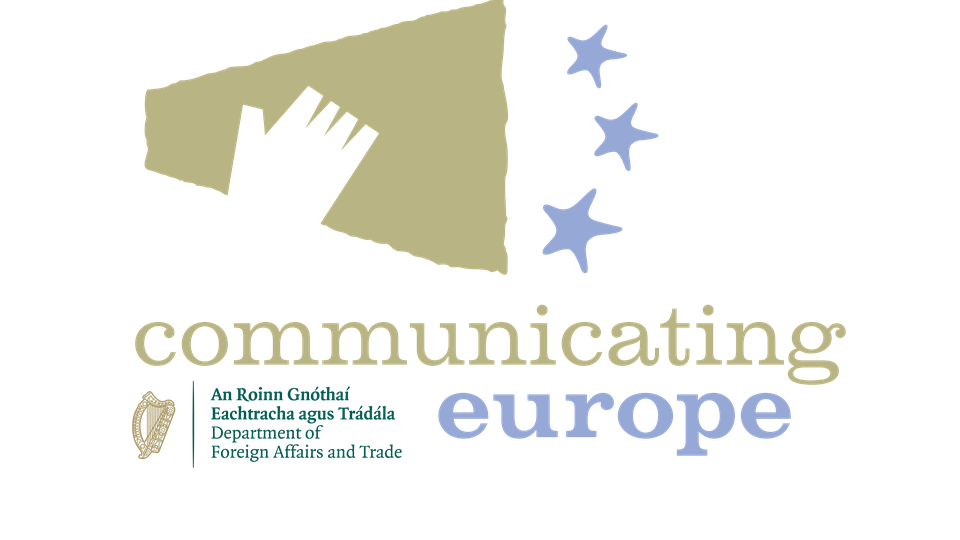 communicating
europe
An Roinn Gnóthaí
Eachtracha agus Trádála
Department of
Foreign Affairs and Trade